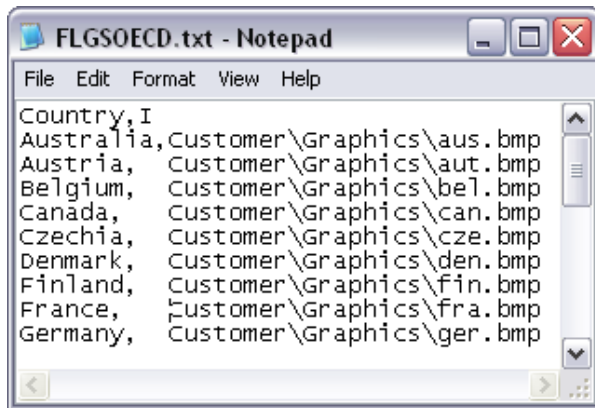 FLGSOECD.txt - Notepad
File Edit Format View Help
Country,I
Australia,Customer\Graphics\aus.bmp
Austria,  Customer\Graphics\aut.bmp
Belgium,  Customer\Graphics\bel.bmp
Canada,   Customer\Graphics\can.bmp
Czechia,  Customer\Graphics\cze.bmp
Denmark,  Customer\Graphics\den.bmp
Finland,  Customer\Graphics\fin.bmp
France,   Customer\Graphics\fra.bmp
Germany,  Customer\Graphics\ger.bmp